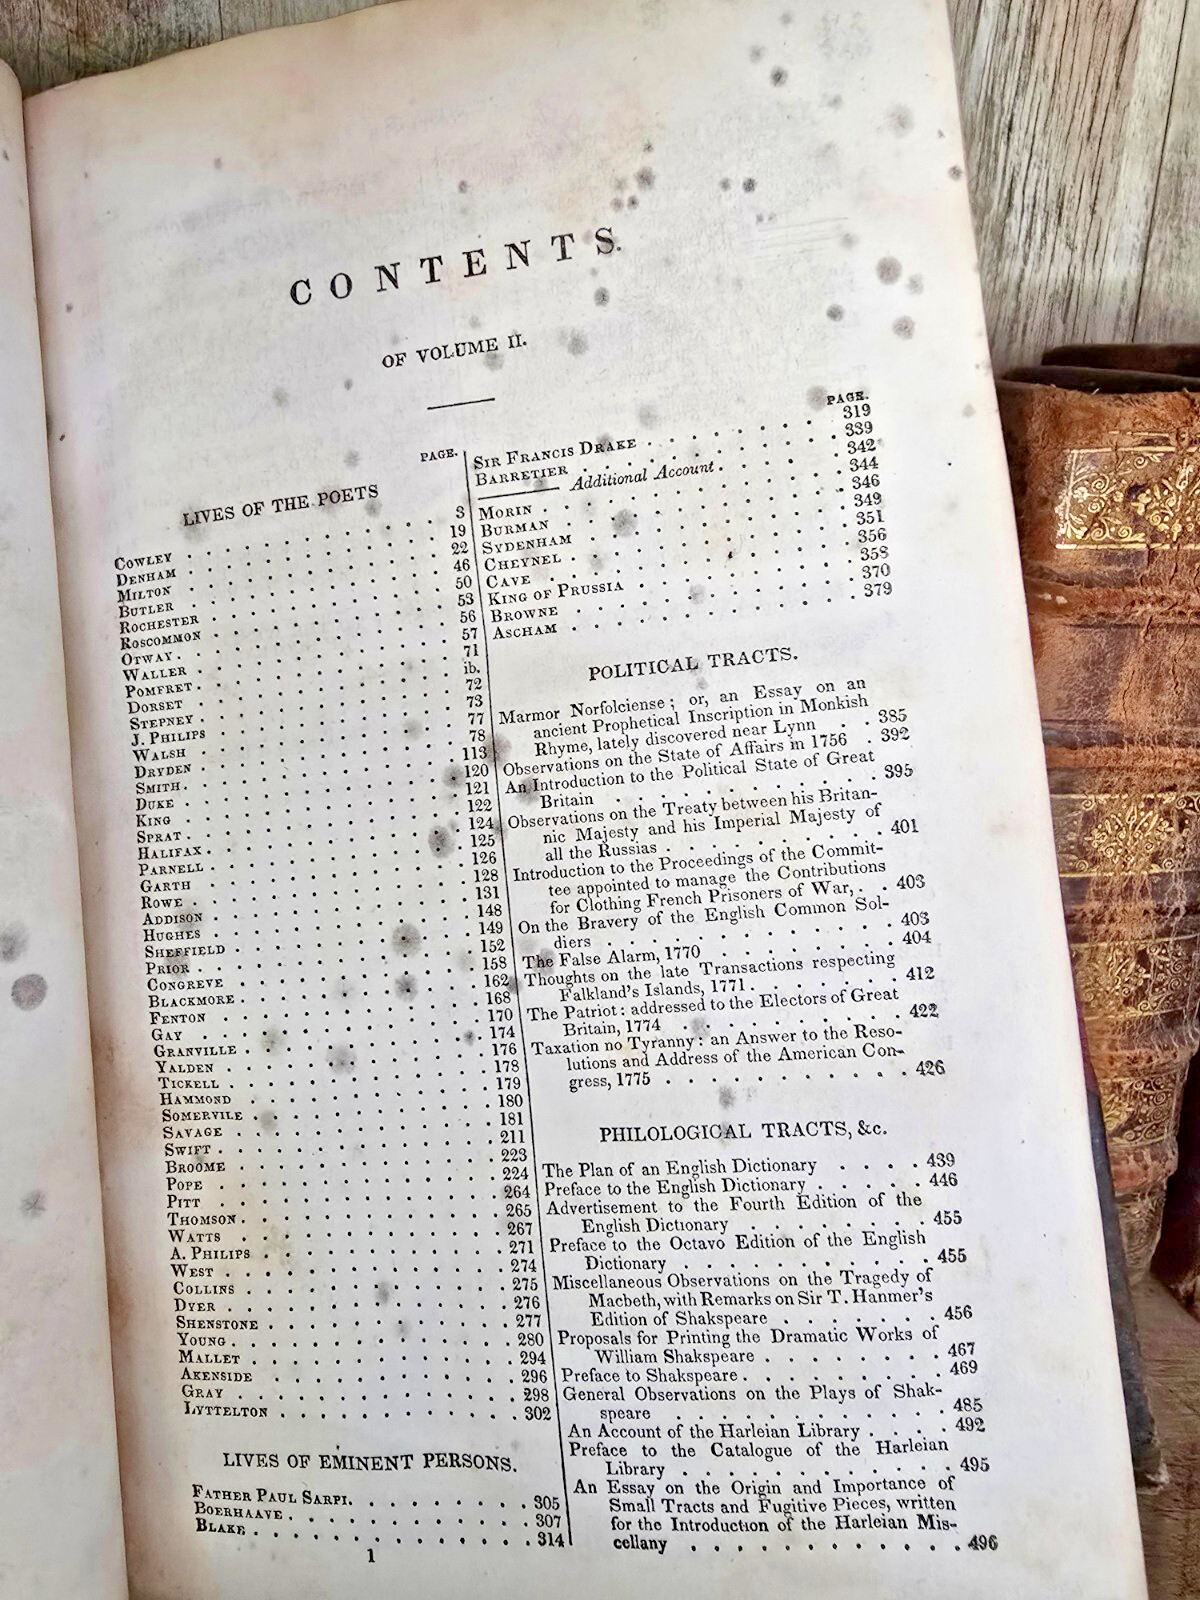 CONTENTS.
OF VOLUME II.
PAGE.
LIVES OF THE POETS
COWLEY . . . 3
DENHAM . . . 19
MILTON . . . 22
BUTLER . . . 46
ROCHESTER . . . 50
ROSCOMMON . . . 53
OTWAY . . . 56
WALLER . . . 57
POMFRET . . . 71
DORSET . . . ib.
STEPNEY . . . 72
J. PHILIPS . . . 73
WALSH . . . 77
DRYDEN . . . 78
SMITH . . . 113
DUKE . . . 120
KING . . . 121
SPRAT . . . 122
HALIFAX . . . 124
PARNELL . . . 125
GARTH . . . 126
ROWE . . . 128
ADDISON . . . 131
HUGHES . . . 148
SHEFFIELD . . . 149
PRIOR . . . 152
CONGREVE . . . 158
BLACKMORE . . . 162
FENTON . . . 168
GAY . . . 170
GRANVILLE . . . 174
YALDEN . . . 176
TICKELL . . . 178
HAMMOND . . . 179
SOMERVILE . . . 180
SAVAGE . . . 181
SWIFT . . . 211
BROOME . . . 223
POPE . . . 224
PITT . . . 264
THOMSON . . . 265
WATTS . . . 267
A. PHILIPS . . . 271
WEST . . . 274
COLLINS . . . 275
DYER . . . 276
SHENSTONE . . . 277
YOUNG . . . 280
MALLET . . . 294
AKENSIDE . . . 296
GRAY . . . 298
LYTTELTON . . . 302
LIVES OF EMINENT PERSONS.
FATHER PAUL SARPI . . . 305
BOERHAAVE . . . 307
BLAKE . . . 314
1
PAGE.
SIR FRANCIS DRAKE . . . 319
BARRETIER . . . 339
Additional Account . . . 342
MORIN . . . 344
BURMAN . . . 346
SYDENHAM . . . 349
CHEYNEL . . . 351
CAVE . . . 356
KING OF PRUSSIA . . . 358
BROWNE . . . 370
ASCHAM . . . 379
POLITICAL TRACTS.
Marmor Norfolciense; or, an Essay on an
ancient Prophetical Inscription in Monkish
Rhyme, lately discovered near Lynn . . 385
Observations on the State of Affairs in 1756 . 392
An Introduction to the Political State of Great
Britain . . . 395
Observations on the Treaty between his Britan-
nic Majesty and his Imperial Majesty of
all the Russias . . . 401
Introduction to the Proceedings of the Commit-
tee appointed to manage the Contributions
for Clothing French Prisoners of War, . . 403
On the Bravery of the English Common Sol-
diers . . . 403
The False Alarm, 1770 . . . 404
Thoughts on the late Transactions respecting
Falkland's Islands, 1771 . . . 412
The Patriot: addressed to the Electors of Great
Britain, 1774 . . . 422
Taxation no Tyranny: an Answer to the Reso-
lutions and Address of the American Con-
gress, 1775 . . . 426
PHILOLOGICAL TRACTS, &c.
The Plan of an English Dictionary . . . 439
Preface to the English Dictionary . . . 446
Advertisement to the Fourth Edition of the
English Dictionary . . . 455
Preface to the Octavo Edition of the English
Dictionary . . . 455
Miscellaneous Observations on the Tragedy of
Macbeth, with Remarks on Sir T. Hanmer's
Edition of Shakspeare . . . 456
Proposals for Printing the Dramatic Works of
William Shakspeare . . . 467
Preface to Shakspeare . . . 469
General Observations on the Plays of Shak-
speare . . . 485
An Account of the Harleian Library . . . 492
Preface to the Catalogue of the Harleian
Library . . . 495
An Essay on the Origin and Importance of
Small Tracts and Fugitive Pieces, written
for the Introduction of the Harleian Mis-
cellany . . . 496